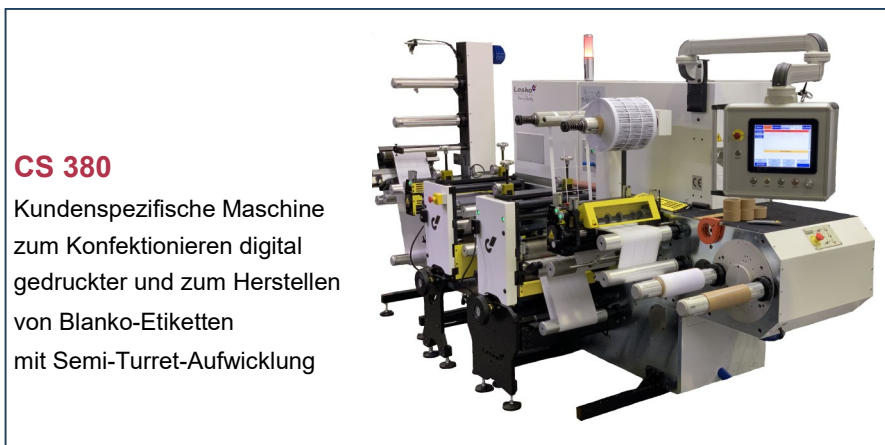 CS 380
Kundenspezifische Maschine
zum Konfektionieren digital
gedruckter und zum Herstellen
von Blanko-Etiketten
mit Semi-Turret-Aufwicklung
Lesko